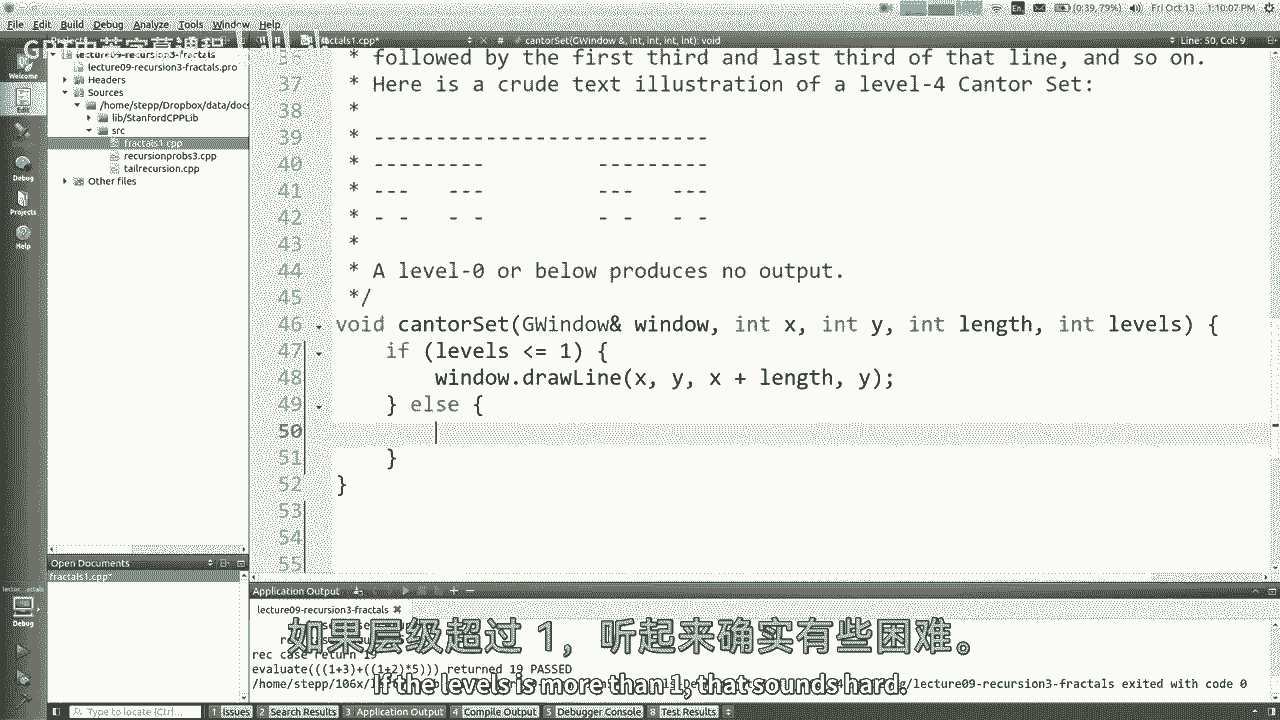 File Edit Build Debug Analyze Tools Window Help
(0:39, 79%) Fri Oct 13 1:10:07 PM
GPT中英字幕课程
fractals1.cpp*
cantorSet(GWindow &, int, int, int, int): void
Line: 50, Col: 9
Welcome
Edit
Debug
Projects
Help
lecture09-recursion3-fractals
lecture09-recursion3-fractals.pro
Headers
Sources
/home/stepp/Dropbox/data/docs
lib/StanfordCPPLib
src
fractals1.cpp
recursionprobs3.cpp
tailrecursion.cpp
Other files
* followed by the first third and last third of that line, and so on.
37 * Here is a crude text illustration of a level-4 Cantor Set:
38 *
39 * ---------------------------
40 * ---------         ---------
41 * ---   ---         ---   ---
42 * - -   - -         - -   - -
43 *
44 * A level-0 or below produces no output.
45 */
46 void cantorSet(GWindow& window, int x, int y, int length, int levels) {
47 if (levels <= 1) {
48 window.drawLine(x, y, x + length, y);
49 } else {
50
51 }
52 }
53
54
55
Open Documents
fractals1.cpp*
Debug
Application Output
lecture09-recursion3-fractals
如果层级超过 1，听起来确实有些困难。
rec case return 19
evaluate(((1+3)+((1+2)*5))) returned 19 PASSED
If the levels is more than 1, that sounds hard.
/lecture09-recursion3-fractals exited with code 0
Type to locate (Ctrl...)
1 Issues 2 Search Results 3 Application Output 4 Compile Output 5 Debugger Console 8 Test Results